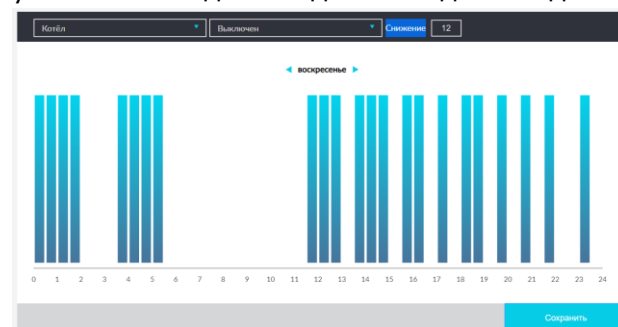 Котёл Выключен Снижение 12
воскресенье
0 1 2 3 4 5 6 7 8 9 10 11 12 13 14 15 16 17 18 19 20 21 22 23 24
Сохранить